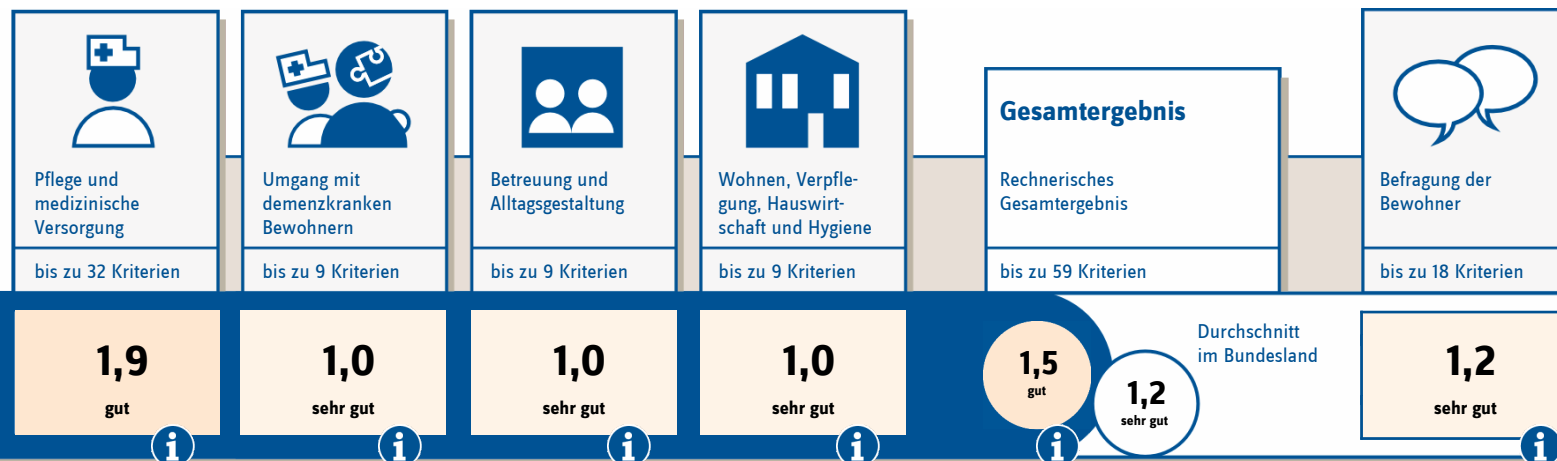 Pflege und
medizinische
Versorgung
bis zu 32 Kriterien
1,9
gut
i
Umgang mit
demenzkranken
Bewohnern
bis zu 9 Kriterien
1,0
sehr gut
i
Betreuung und
Alltagsgestaltung
bis zu 9 Kriterien
1,0
sehr gut
i
Wohnen, Verpfle-
gung, Hauswirt-
schaft und Hygiene
bis zu 9 Kriterien
1,0
sehr gut
i
Gesamtergebnis
Rechnerisches
Gesamtergebnis
bis zu 59 Kriterien
1,5
gut
i
Durchschnitt
im Bundesland
1,2
sehr gut
Befragung der
Bewohner
bis zu 18 Kriterien
1,2
sehr gut
i